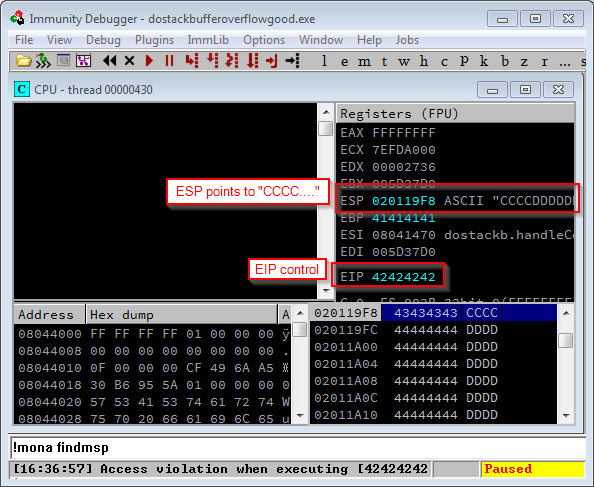 Immunity Debugger - dostackbufferoverflowgood.exe
File View Debug Plugins ImmLib Options Window Help Jobs
l e m t w h c p k b z r ... s
C CPU - thread 00000430
Registers (FPU)
EAX FFFFFFFF
ECX 7EFDA000
EDX 00002736
EBX 005D37D0
ESP points to "CCCC...."
ESP 020119F8 ASCII "CCCCDDDDD
EBP 41414141
ESI 08041470 dostackb.handleCo
EDI 005D37D0
EIP control
EIP 42424242
Address Hex dump A
08044000 FF FF FF FF 01 00 00 00 ÿ
08044008 00 00 00 00 00 00 00 00 .
08044010 0F 00 00 00 CF 49 6A A5
08044018 30 B6 95 5A 01 00 00 00 0
08044020 57 53 41 53 74 61 72 74 W
08044028 75 70 20 66 61 69 6C 65 u
020119F8 43434343 CCCC
020119FC 44444444 DDDD
02011A00 44444444 DDDD
02011A04 44444444 DDDD
02011A08 44444444 DDDD
02011A0C 44444444 DDDD
02011A10 44444444 DDDD
!mona findmsp
[16:36:57] Access violation when executing [42424242
Paused